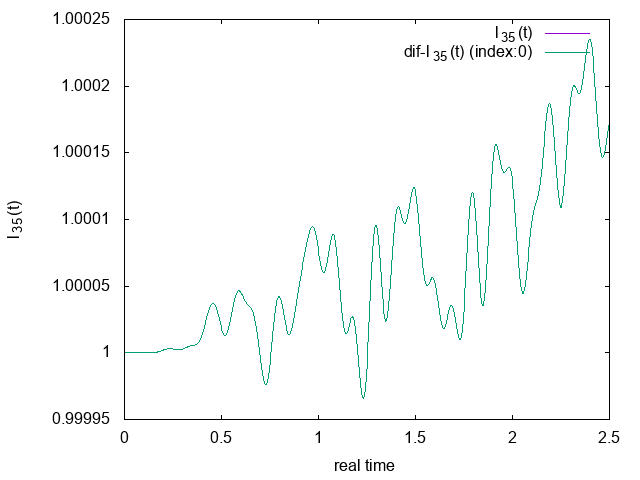 1.00025
I35(t)
dif-I35(t) (index:0)
1.0002
1.00015
1.0001
1.00005
1
0.99995
I35(t)
0 0.5 1 1.5 2 2.5
real time